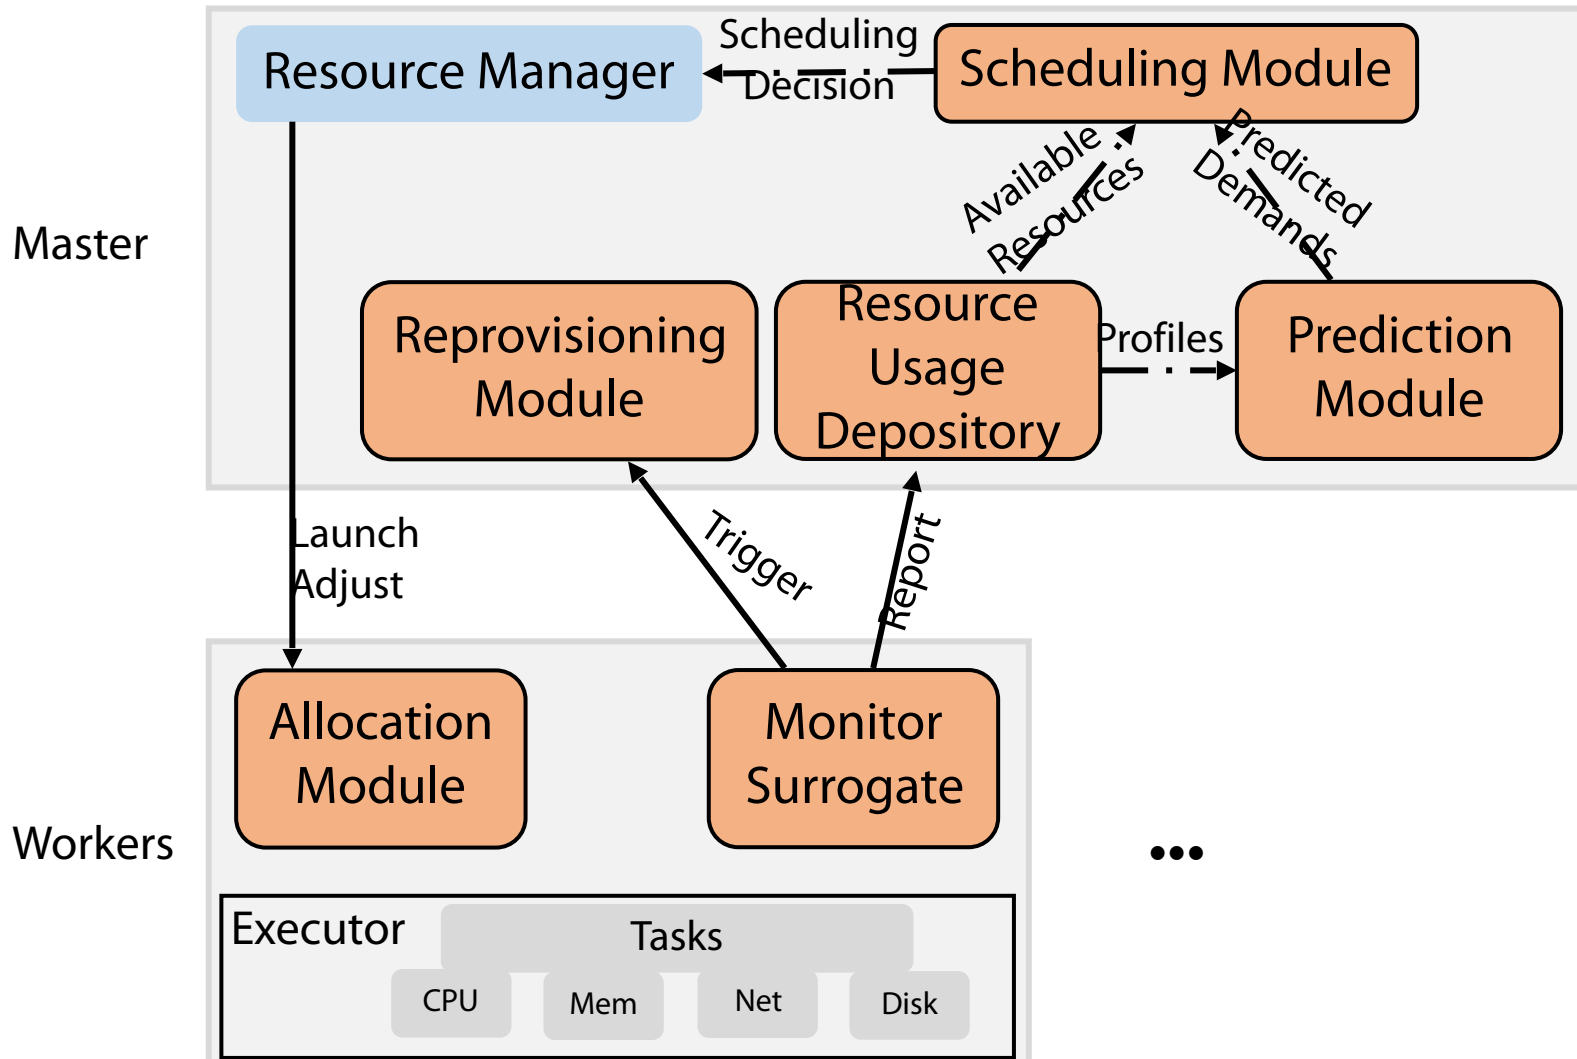 Resource Manager
Scheduling
Decision
Scheduling Module
Available
Resources
Predicted
Demands
Master
Reprovisioning
Module
Resource
Usage
Depository
Profiles
Prediction
Module
Launch
Adjust
Trigger
Report
Allocation
Module
Monitor
Surrogate
Workers
•••
Executor
Tasks
CPU
Mem
Net
Disk